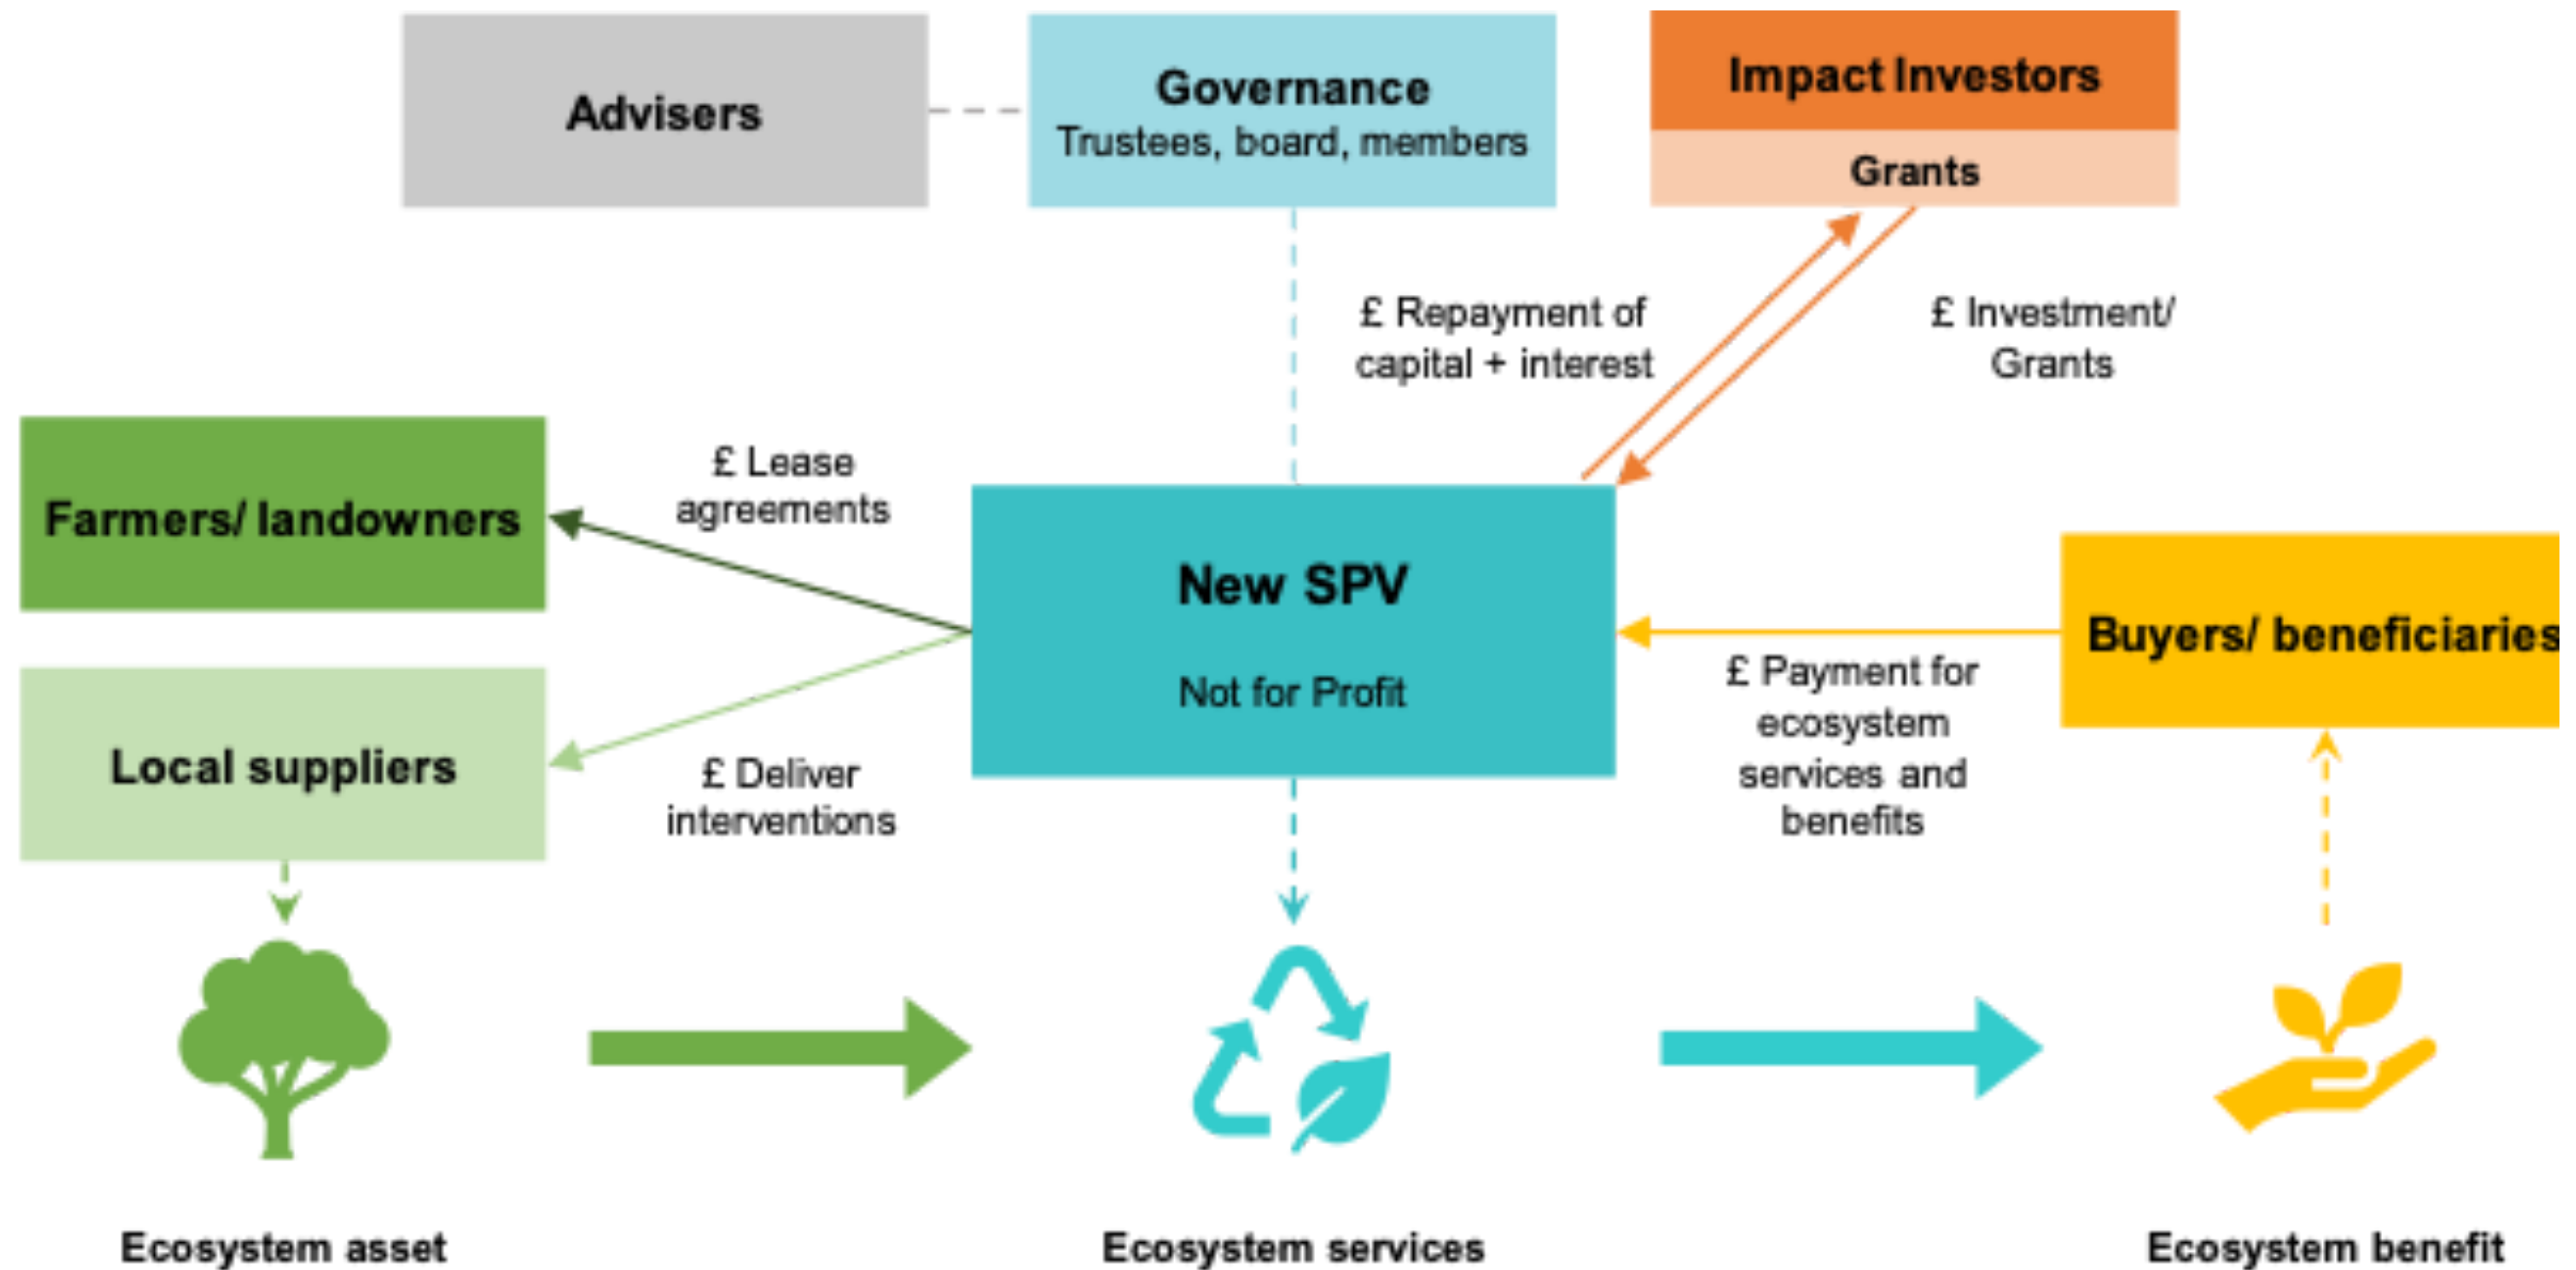 Advisers
Governance
Trustees, board, members
Impact Investors
Grants
£ Repayment of
capital + interest
£ Investment/
Grants
Farmers/ landowners
£ Lease
agreements
New SPV
Not for Profit
Buyers/ beneficiaries
£ Payment for
ecosystem
services and
benefits
Local suppliers
£ Deliver
interventions
Ecosystem asset
Ecosystem services
Ecosystem benefit